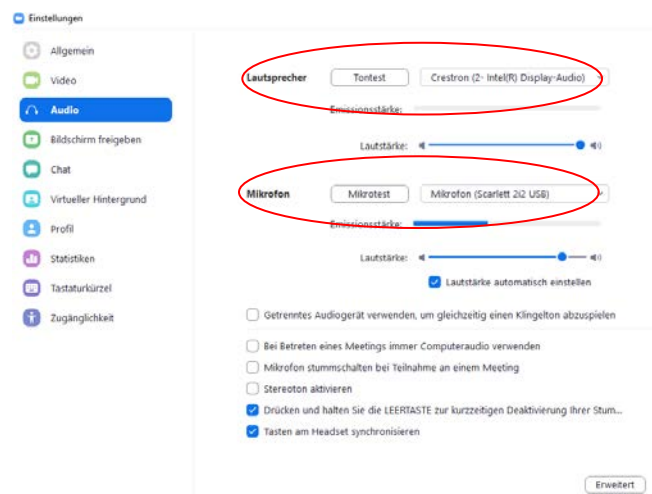 Einstellungen
Allgemein
Video
Audio
Bildschirm freigeben
Chat
Virtueller Hintergrund
Profil
Statistiken
Tastaturkürzel
Zugänglichkeit
Lautsprecher Tontest Crestron (2- Intel(R) Display-Audio)
Emissionsstärke:
Lautstärke:
Mikrofon Mikrotest Mikrofon (Scarlett 2i2 USB)
Emissionsstärke:
Lautstärke:
Lautstärke automatisch einstellen
Getrenntes Audiogerät verwenden, um gleichzeitig einen Klingelton abzuspielen
Bei Betreten eines Meetings immer Computeraudio verwenden
Mikrofon stummschalten bei Teilnahme an einem Meeting
Stereoton aktivieren
Drücken und halten Sie die LEERTASTE zur kurzzeitigen Deaktivierung Ihrer Stum...
Tasten am Headset synchronisieren
Erweitert